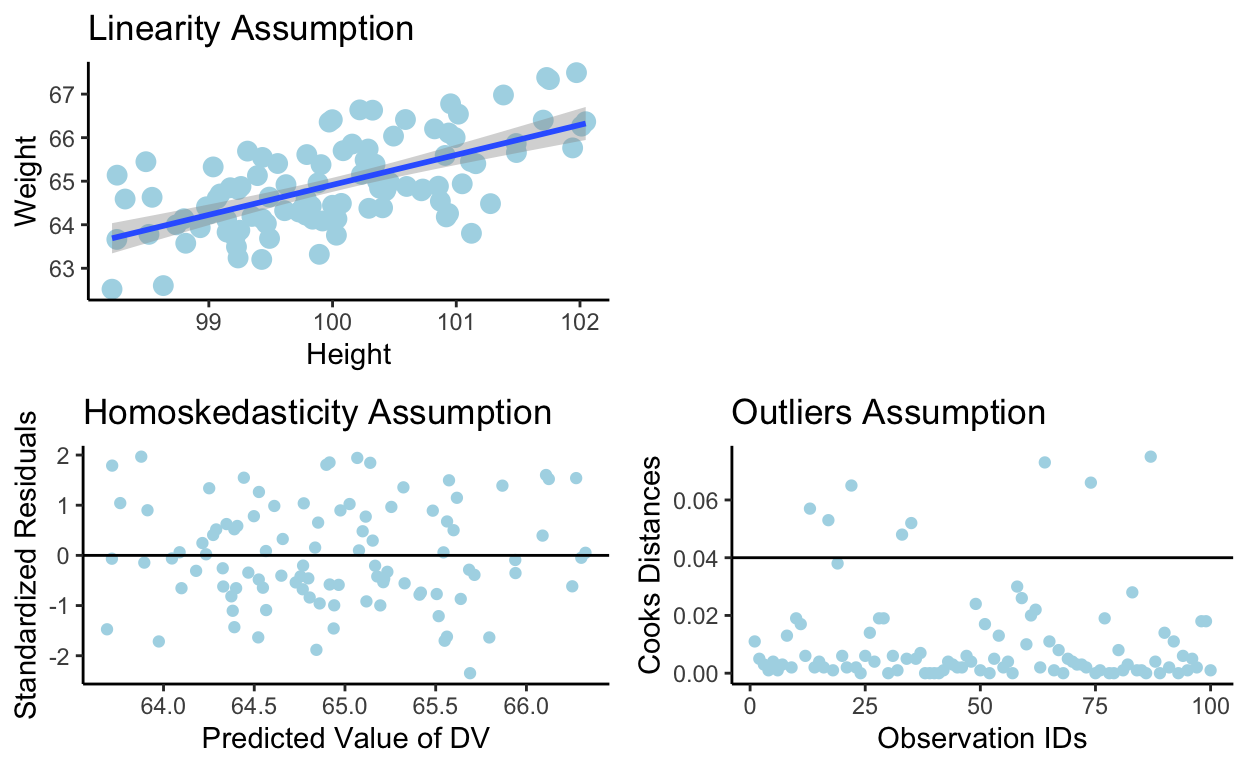 Linearity Assumption
Weight
67
66
65
64
63
99 100 101 102
Height
Homoskedasticity Assumption
Standardized Residuals
2
1
0
-1
-2
64.0 64.5 65.0 65.5 66.0
Predicted Value of DV
Outliers Assumption
Cooks Distances
0.06
0.04
0.02
0.00
0 25 50 75 100
Observation IDs